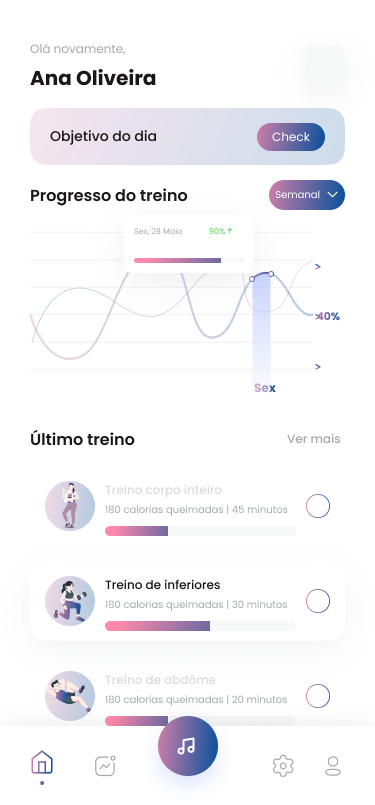 Olá novamente,
Ana Oliveira
Objetivo do dia
Check
Progresso do treino
Semanal
Sex, 28 Maio 90%↑
>
40%
>
Sex
Último treino
Ver mais
Treino corpo inteiro
180 calorias queimadas | 45 minutos
Treino de inferiores
180 calorias queimadas | 30 minutos
Treino de abdôme
180 calorias queimadas | 20 minutos